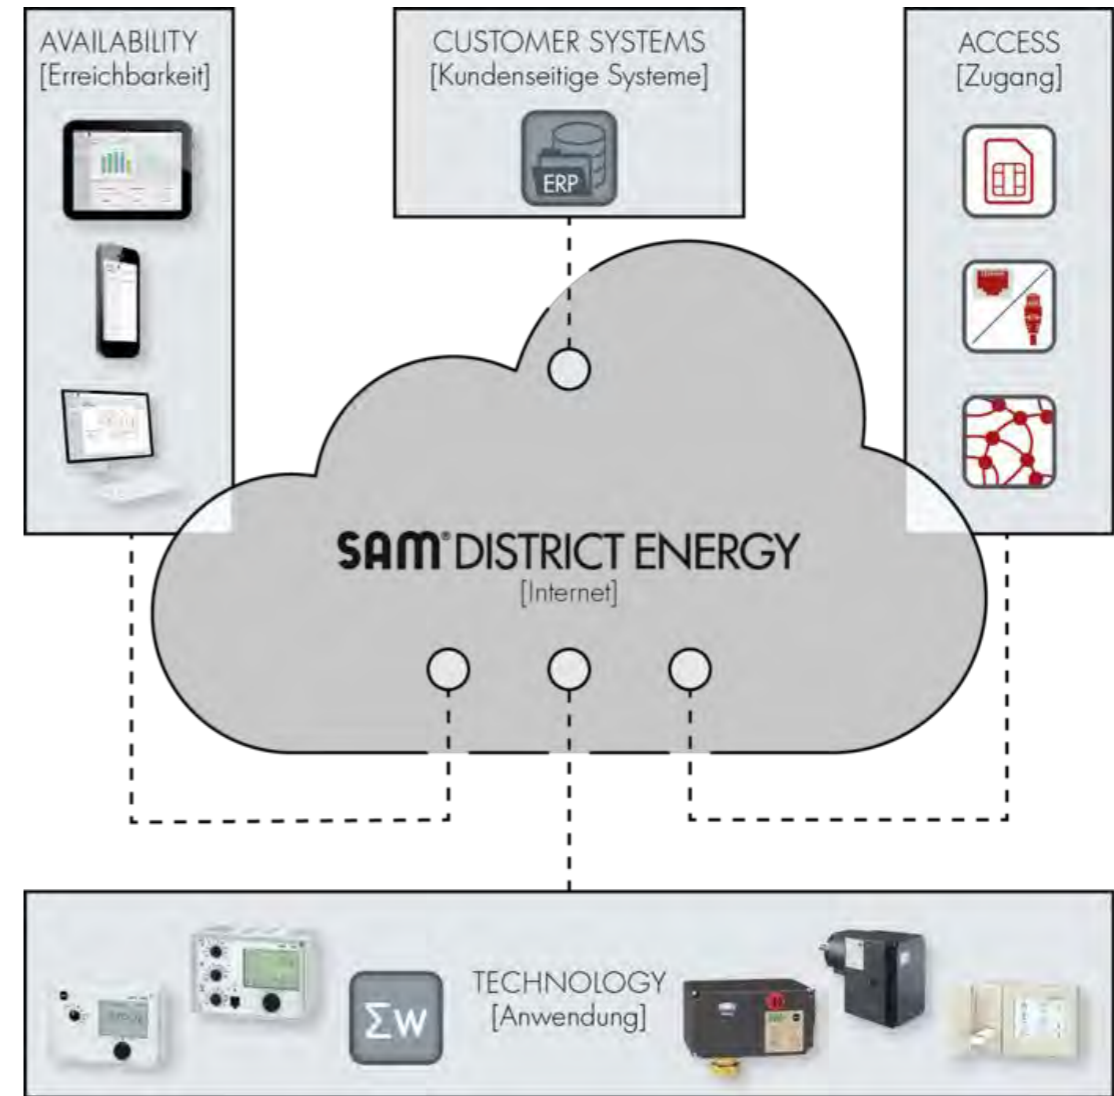 AVAILABILITY
[Erreichbarkeit]
CUSTOMER SYSTEMS
[Kundenseitige Systeme]
ERP
ACCESS
[Zugang]
SAM® DISTRICT ENERGY
[Internet]
TECHNOLOGY
[Anwendung]
ΣW